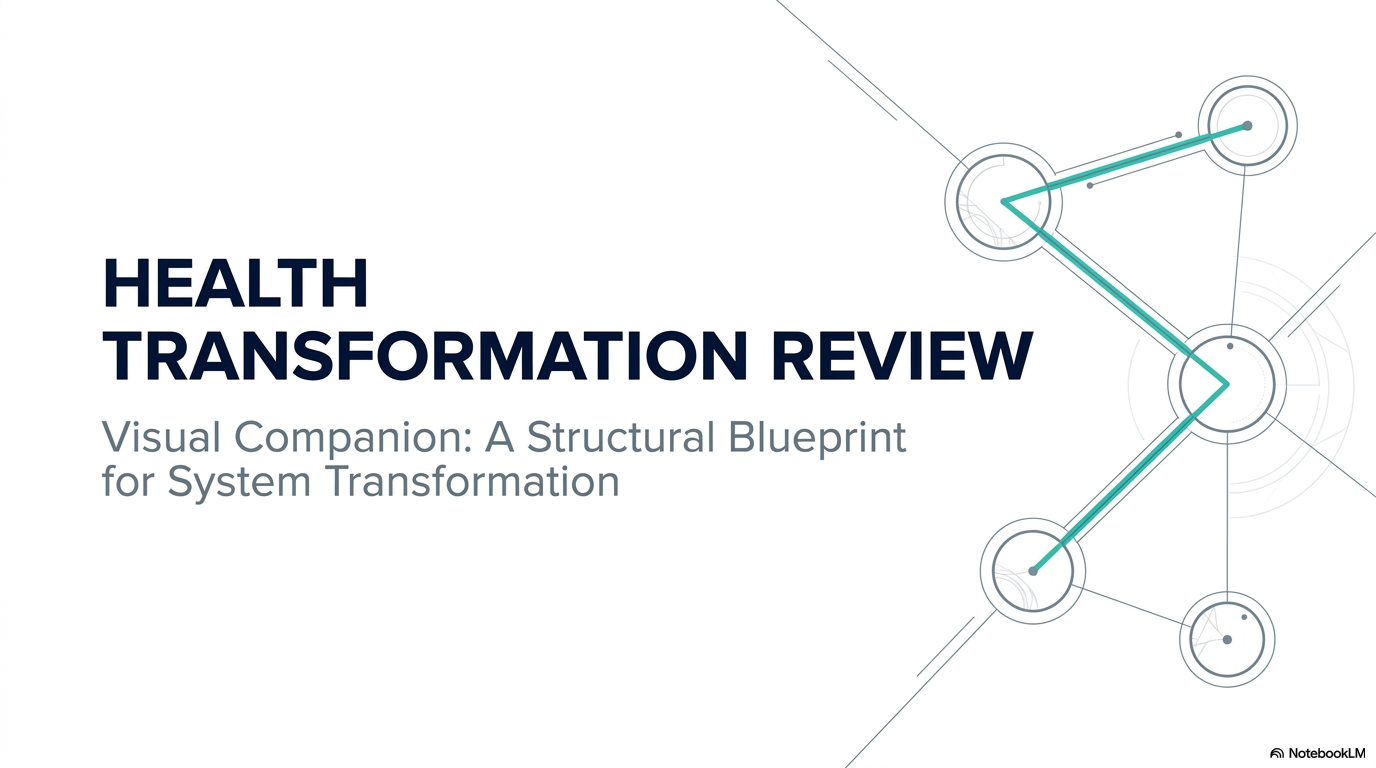 HEALTH
TRANSFORMATION REVIEW
Visual Companion: A Structural Blueprint
for System Transformation
NotebookLM